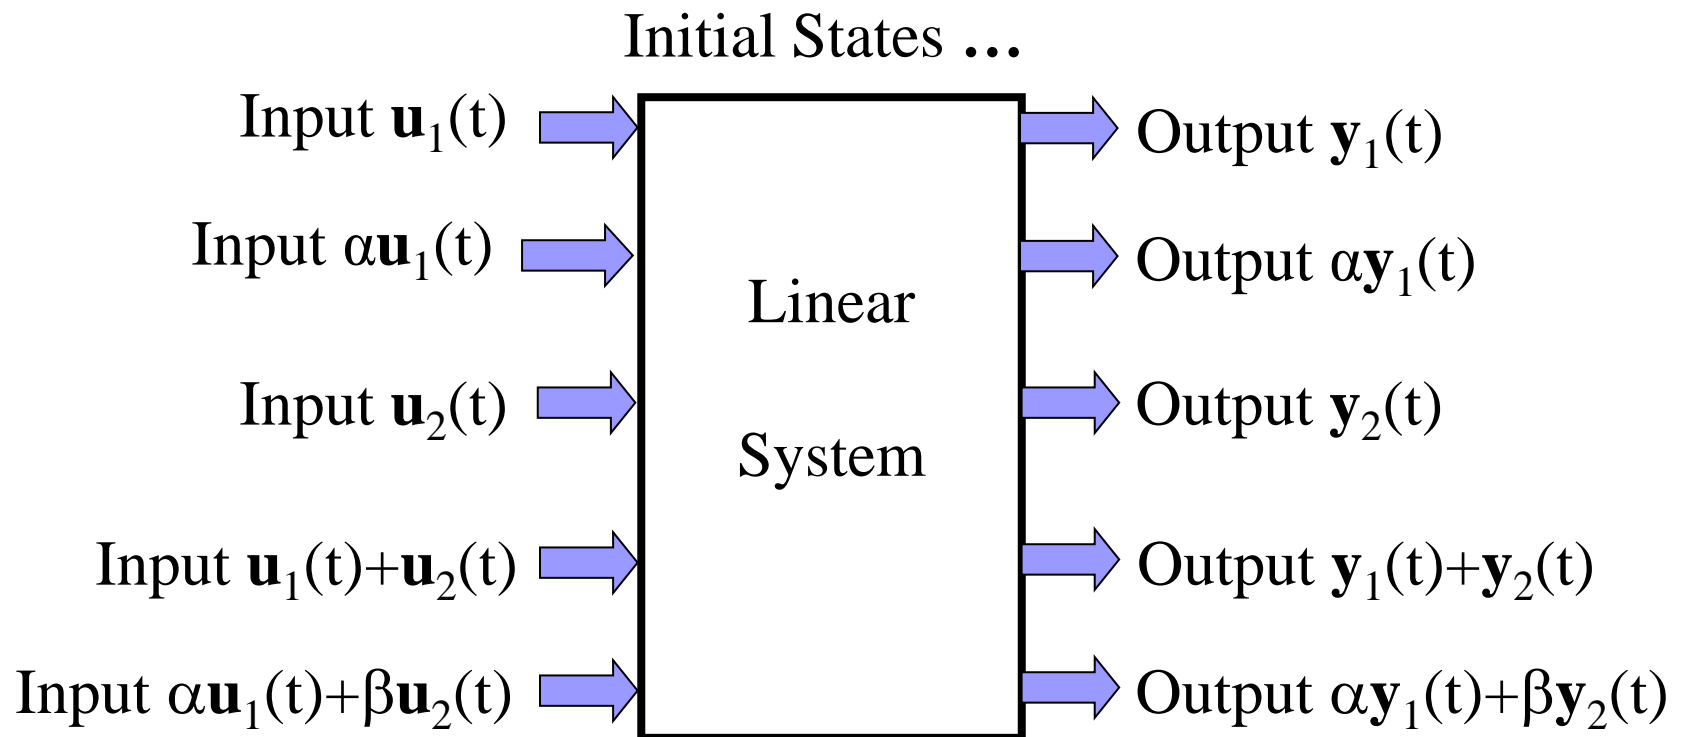 Initial States ...
Input u₁(t)
Output y₁(t)
Input αu₁(t)
Output αy₁(t)
Linear
System
Input u₂(t)
Output y₂(t)
Input u₁(t)+u₂(t)
Output y₁(t)+y₂(t)
Input αu₁(t)+βu₂(t)
Output αy₁(t)+βy₂(t)